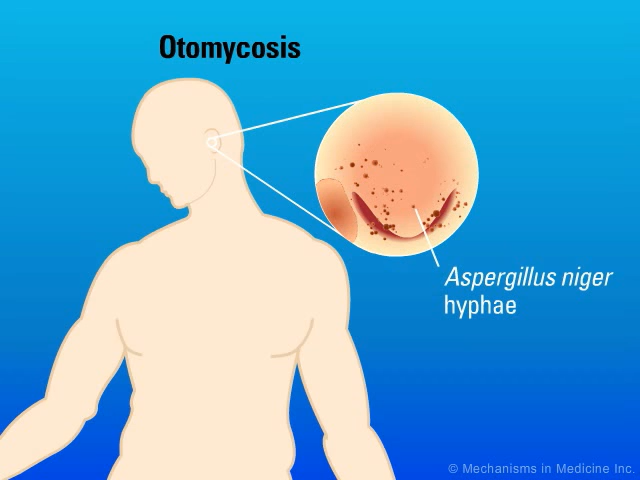 Otomycosis
Aspergillus niger
hyphae
© Mechanisms in Medicine Inc.